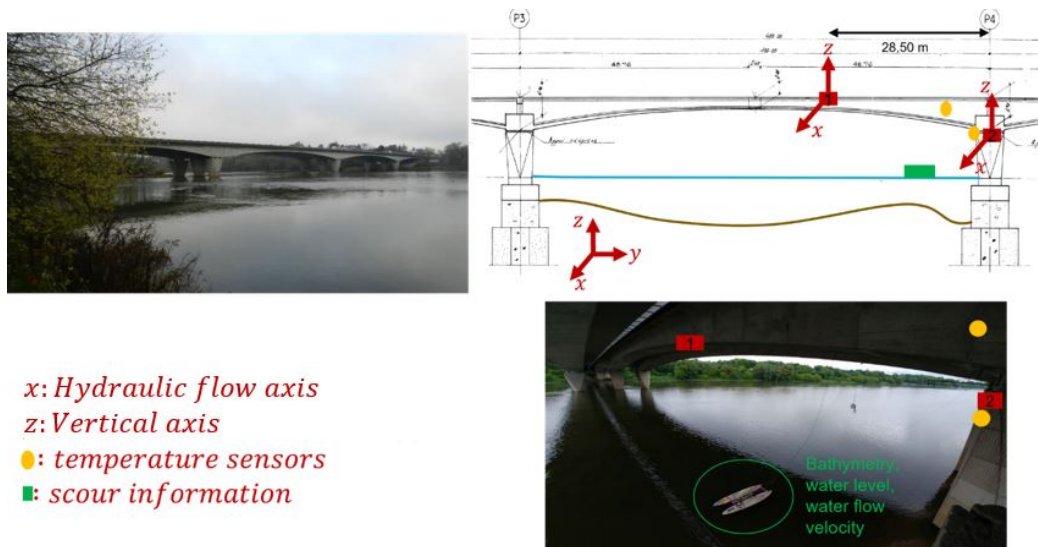 P3
P4
28,50 m
z
z
1
2
x
x
z
y
x
x: Hydraulic flow axis
z: Vertical axis
: temperature sensors
: scour information
1
2
Bathymetry,
water level,
water flow
velocity